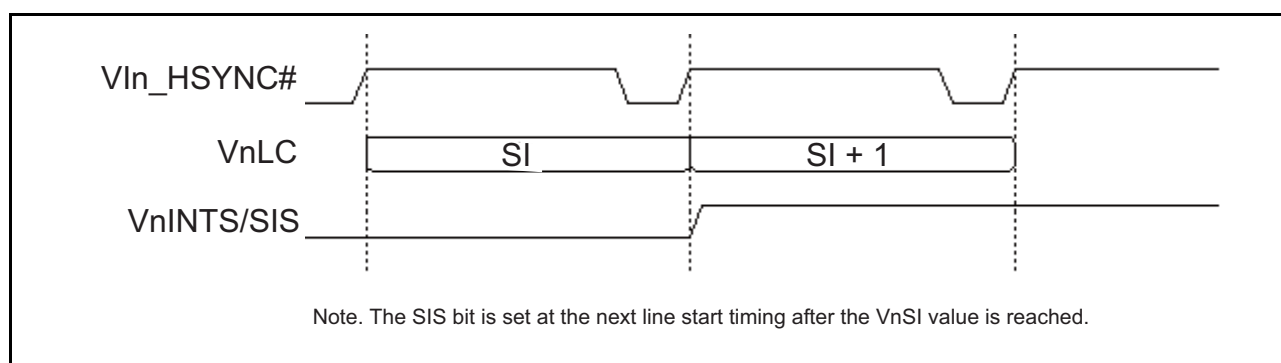 VIn_HSYNC#
VnLC SI SI + 1
VnINTS/SIS
Note. The SIS bit is set at the next line start timing after the VnSI value is reached.